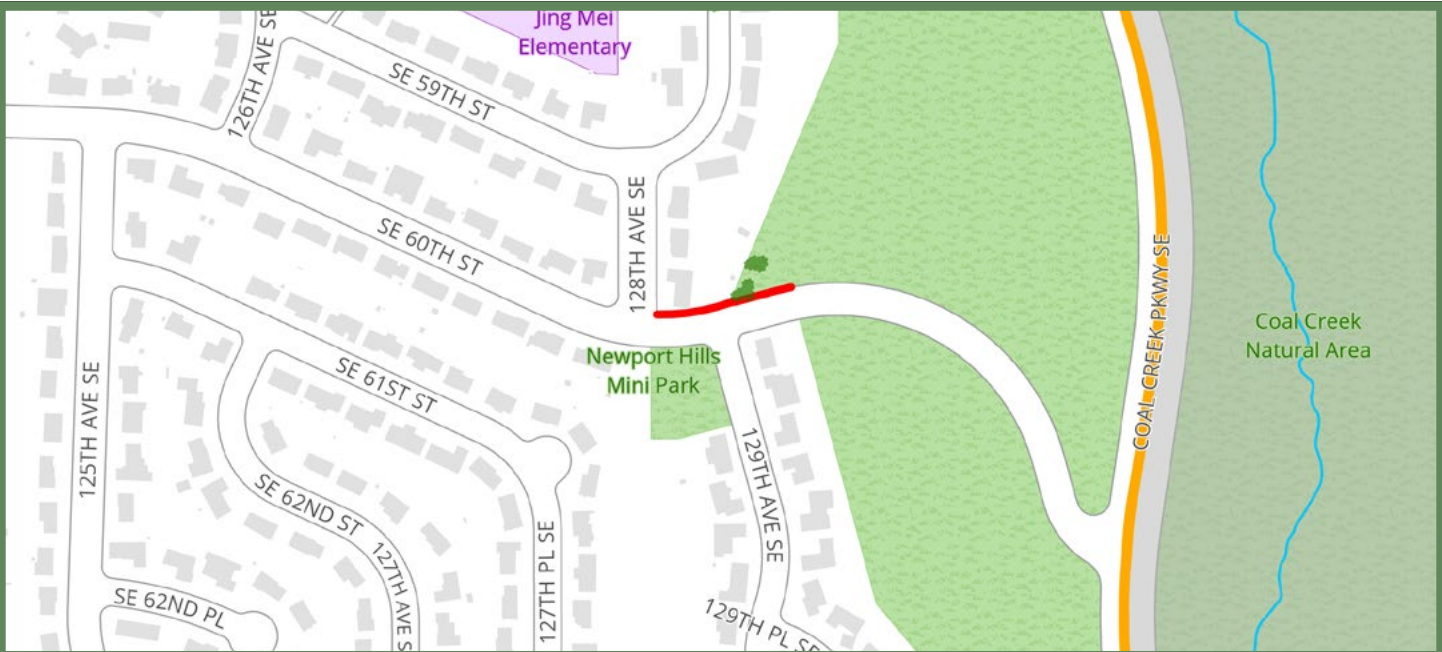 Jing Mei
Elementary
126TH AVE SE
SE 59TH ST
128TH AVE SE
SE 60TH ST
COAL CREEK PKWY SE
Coal Creek
Natural Area
Newport Hills
Mini Park
SE 61ST ST
125TH AVE SE
129TH AVE SE
SE 62ND ST
127TH AVE S
127TH PL SE
SE 62ND PL
129TH PL SE